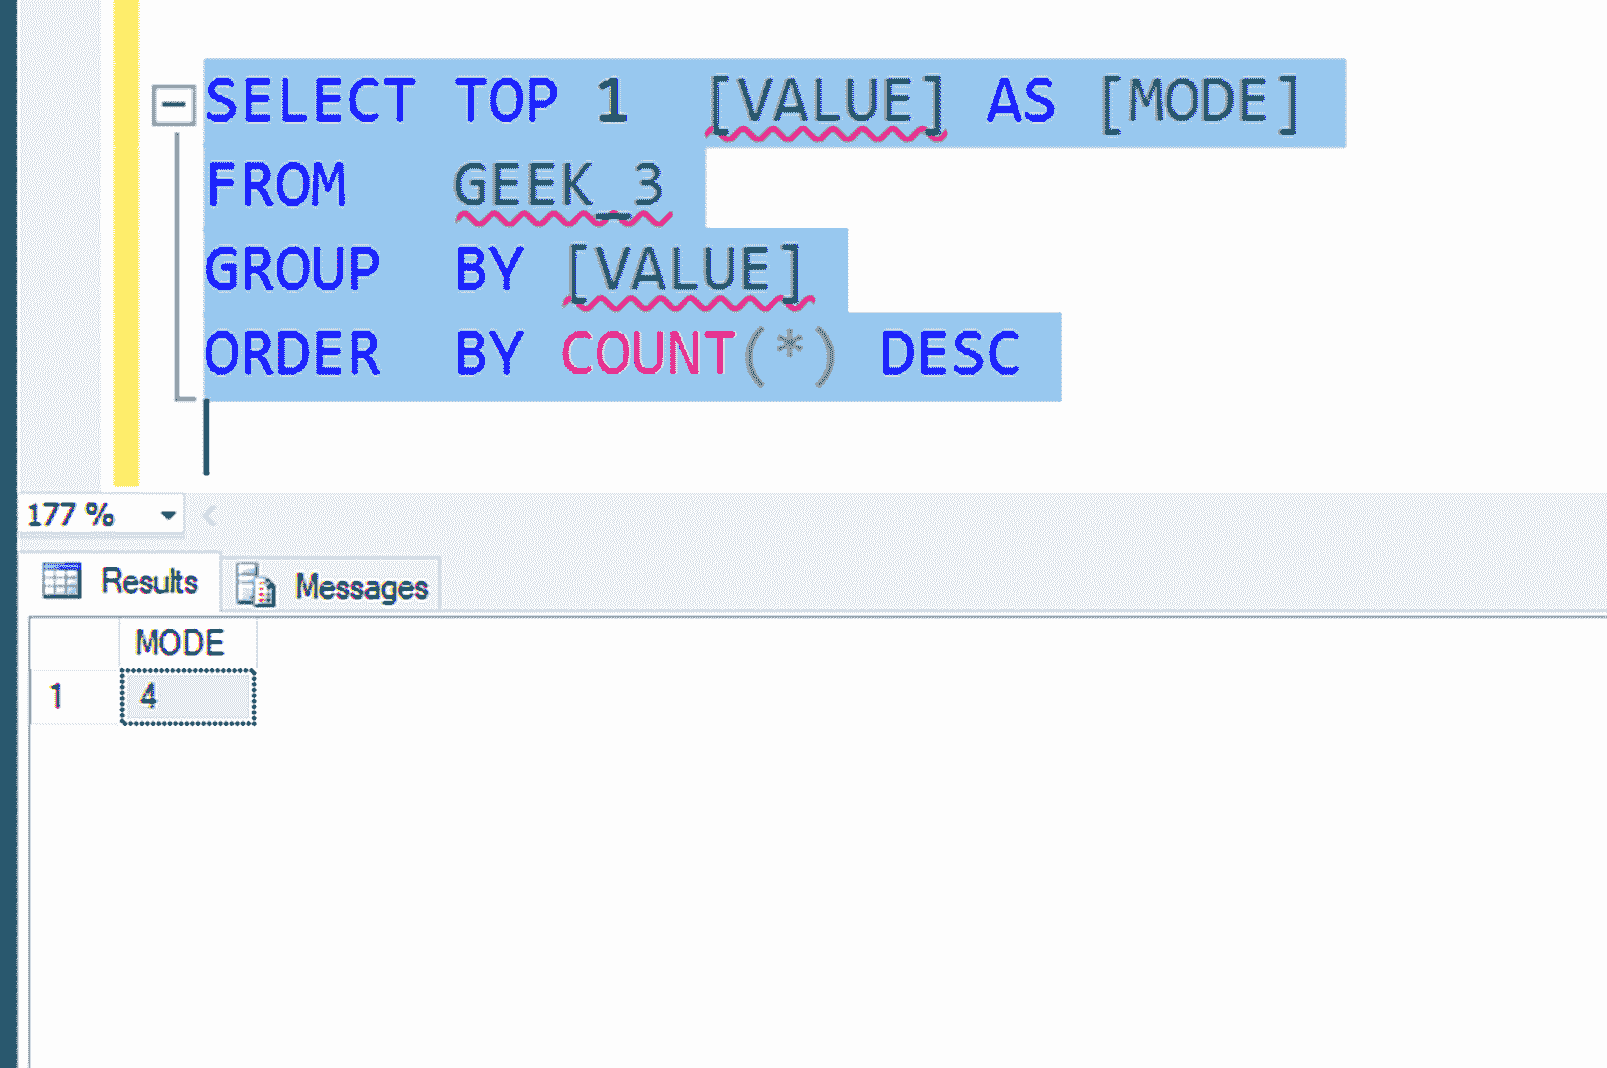 SELECT TOP 1 [VALUE] AS [MODE]
FROM GEEK_3
GROUP BY [VALUE]
ORDER BY COUNT(*) DESC
177 %
Results Messages
MODE
1 4